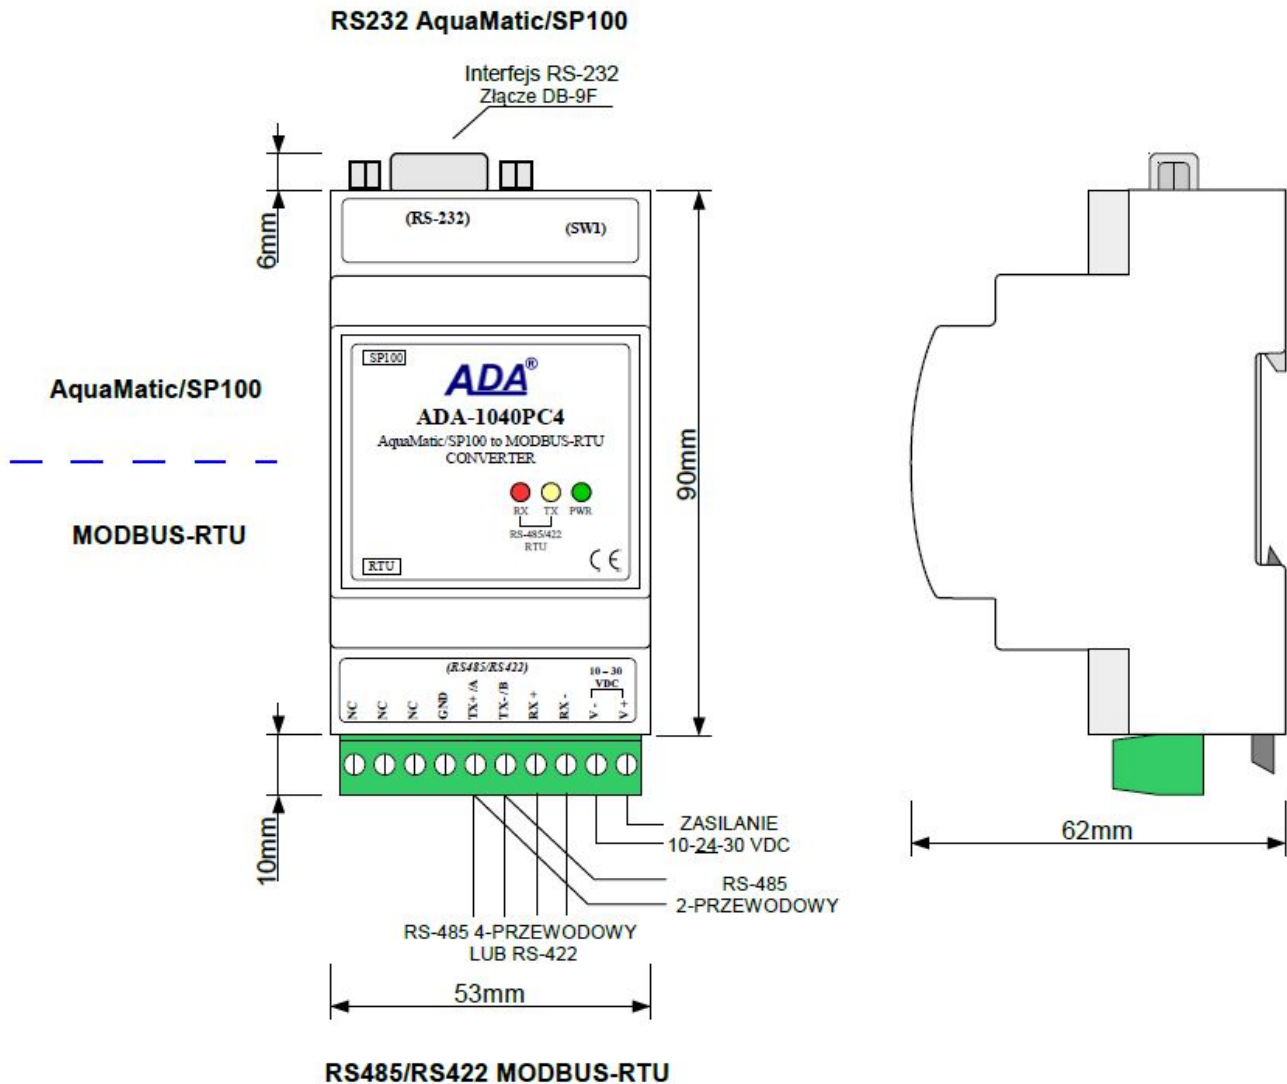 RS232 AquaMatic/SP100
Interfejs RS-232
Złącze DB-9F
6mm
(RS-232)
(SW1)
SP100
ADA®
ADA-1040PC4
AquaMatic/SP100 to MODBUS-RTU
CONVERTER
RX TX PWR
RS-485/422
RTU
RTU
CE
AquaMatic/SP100
MODBUS-RTU
90mm
(RS485/RS422)
10 – 30
VDC
NC
NC
NC
GND
TX+ /A
TX- /B
RX +
RX -
V -
V +
10mm
ZASILANIE
10-24-30 VDC
RS-485
2-PRZEWODOWY
RS-485 4-PRZEWODOWY
LUB RS-422
53mm
62mm
RS485/RS422 MODBUS-RTU